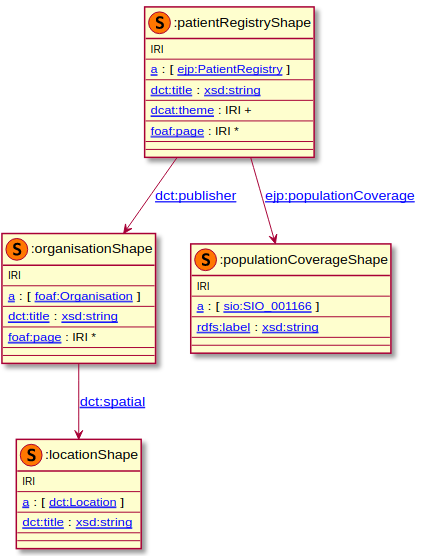 S :patientRegistryShape
IRI
a : [ ejp:PatientRegistry ]
dct:title : xsd:string
dcat:theme : IRI +
foaf:page : IRI *
dct:publisher
ejp:populationCoverage
S :organisationShape
IRI
a : [ foaf:Organisation ]
dct:title : xsd:string
foaf:page : IRI *
S :populationCoverageShape
IRI
a : [ sio:SIO_001166 ]
rdfs:label : xsd:string
dct:spatial
S :locationShape
IRI
a : [ dct:Location ]
dct:title : xsd:string